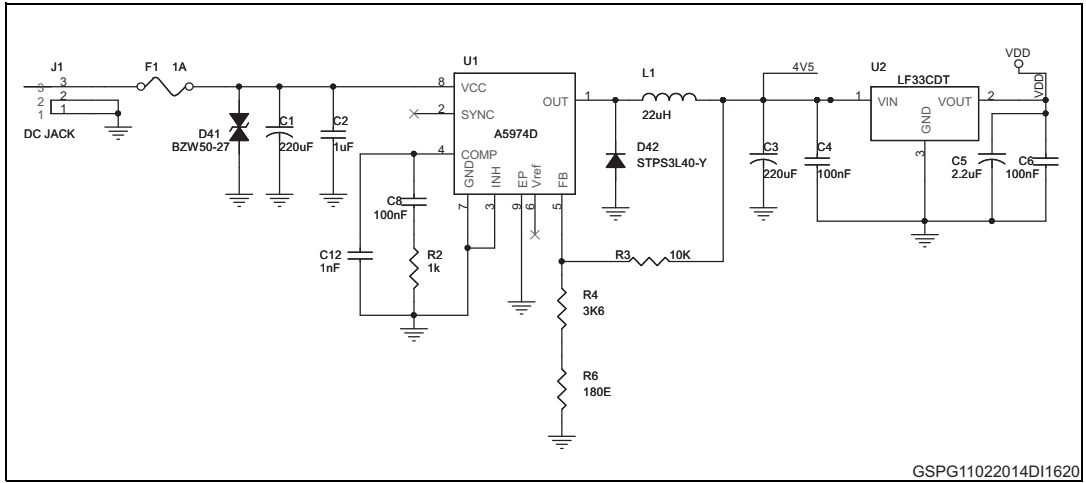 J1
3
3
2
2
1
1
DC JACK
F1 1A
D41
BZW50-27
C1
220uF
C2
1uF
U1
8
VCC
2
SYNC
4
COMP
OUT
1
A5974D
GND
INH
EP
Vref
FB
7
3
9
6
5
C8
100nF
C12
1nF
R2
1k
L1
22uH
D42
STPS3L40-Y
R3 10K
R4
3K6
R6
180E
4V5
C3
220uF
C4
100nF
U2
LF33CDT
1
VIN
VOUT
2
GND
3
VDD
VDD
C5
2.2uF
C6
100nF
GSPG11022014DI1620